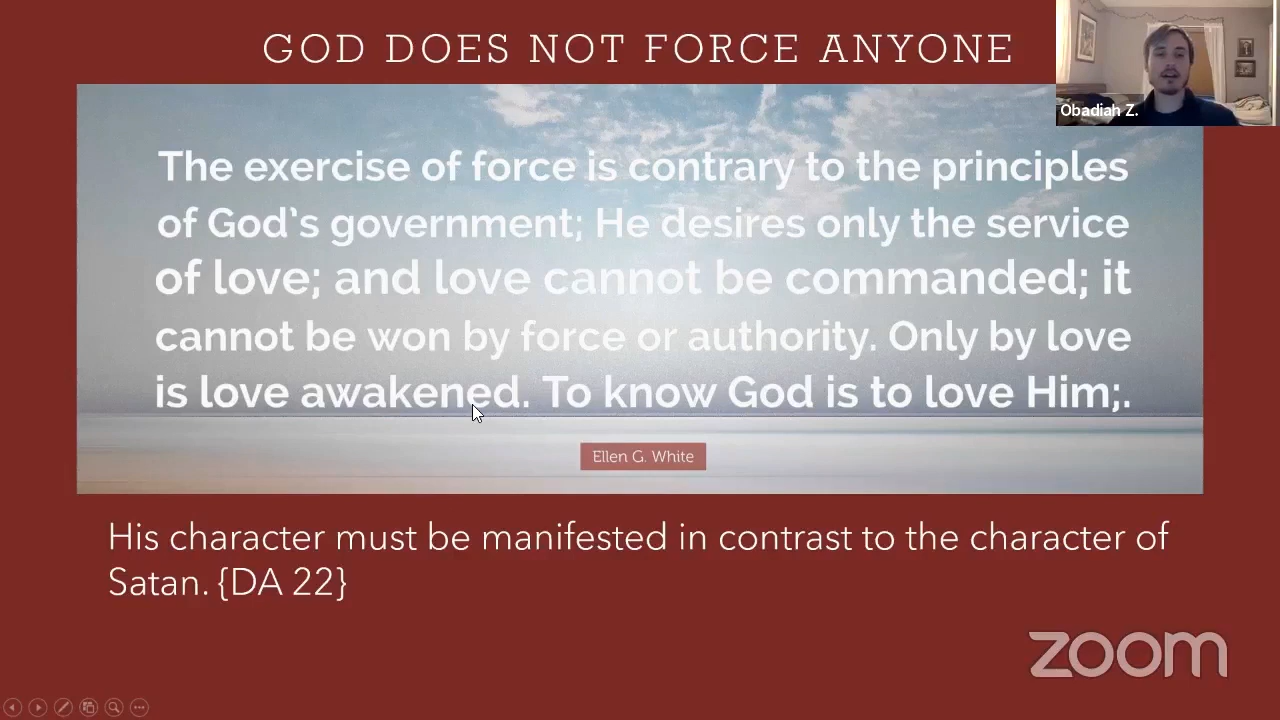 GOD DOES NOT FORCE ANYONE
Obadiah Z.
The exercise of force is contrary to the principles
of God's government; He desires only the service
of love; and love cannot be commanded; it
cannot be won by force or authority. Only by love
is love awakened. To know God is to love Him;.
Ellen G. White
His character must be manifested in contrast to the character of
Satan. {DA 22}
zoom